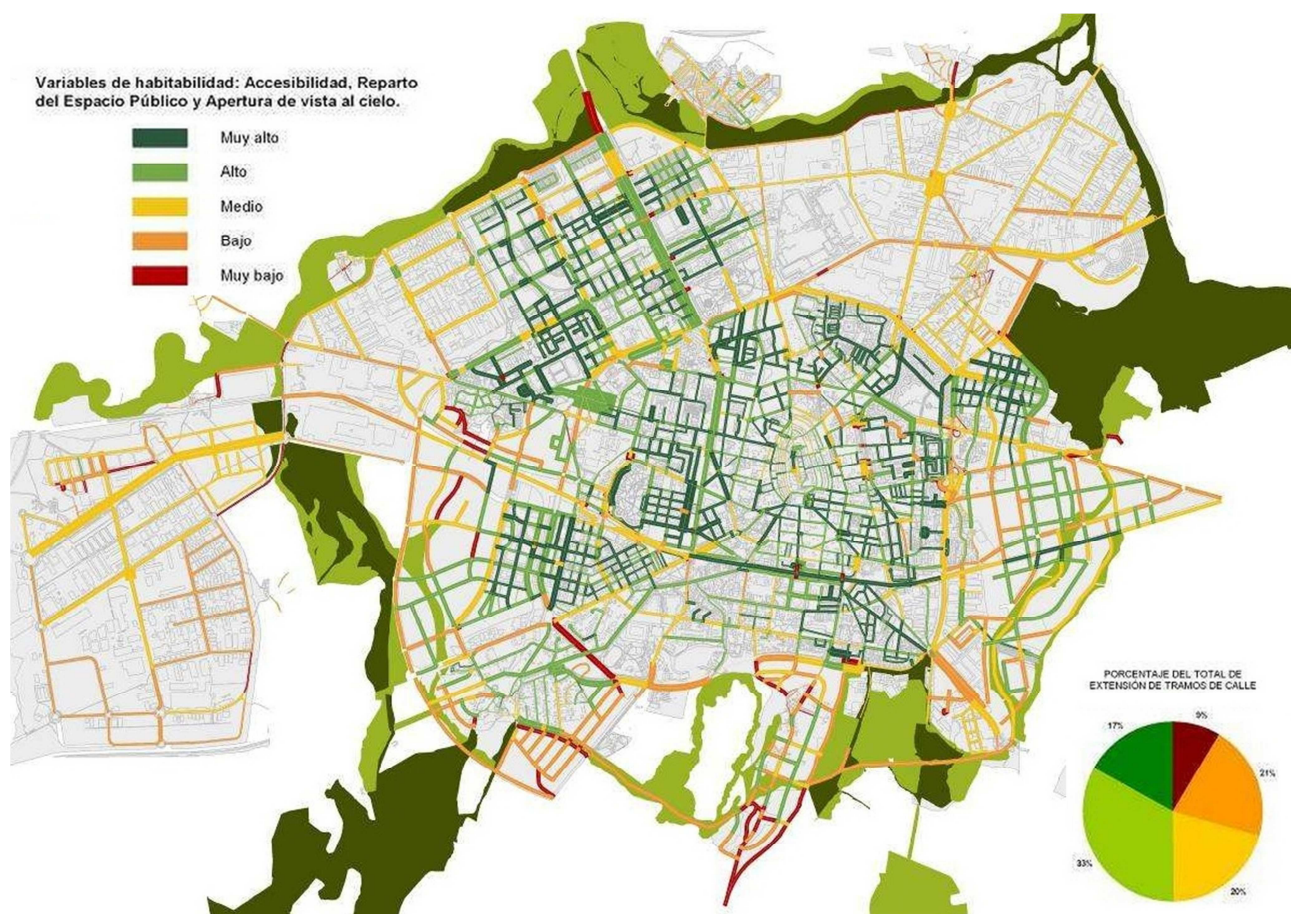 Variables de habitabilidad: Accesibilidad, Reparto
del Espacio Público y Apertura de vista al cielo.
Muy alto
Alto
Medio
Bajo
Muy bajo
PORCENTAJE DEL TOTAL DE
EXTENSIÓN DE TRAMOS DE CALLE
17%
9%
21%
33%
20%